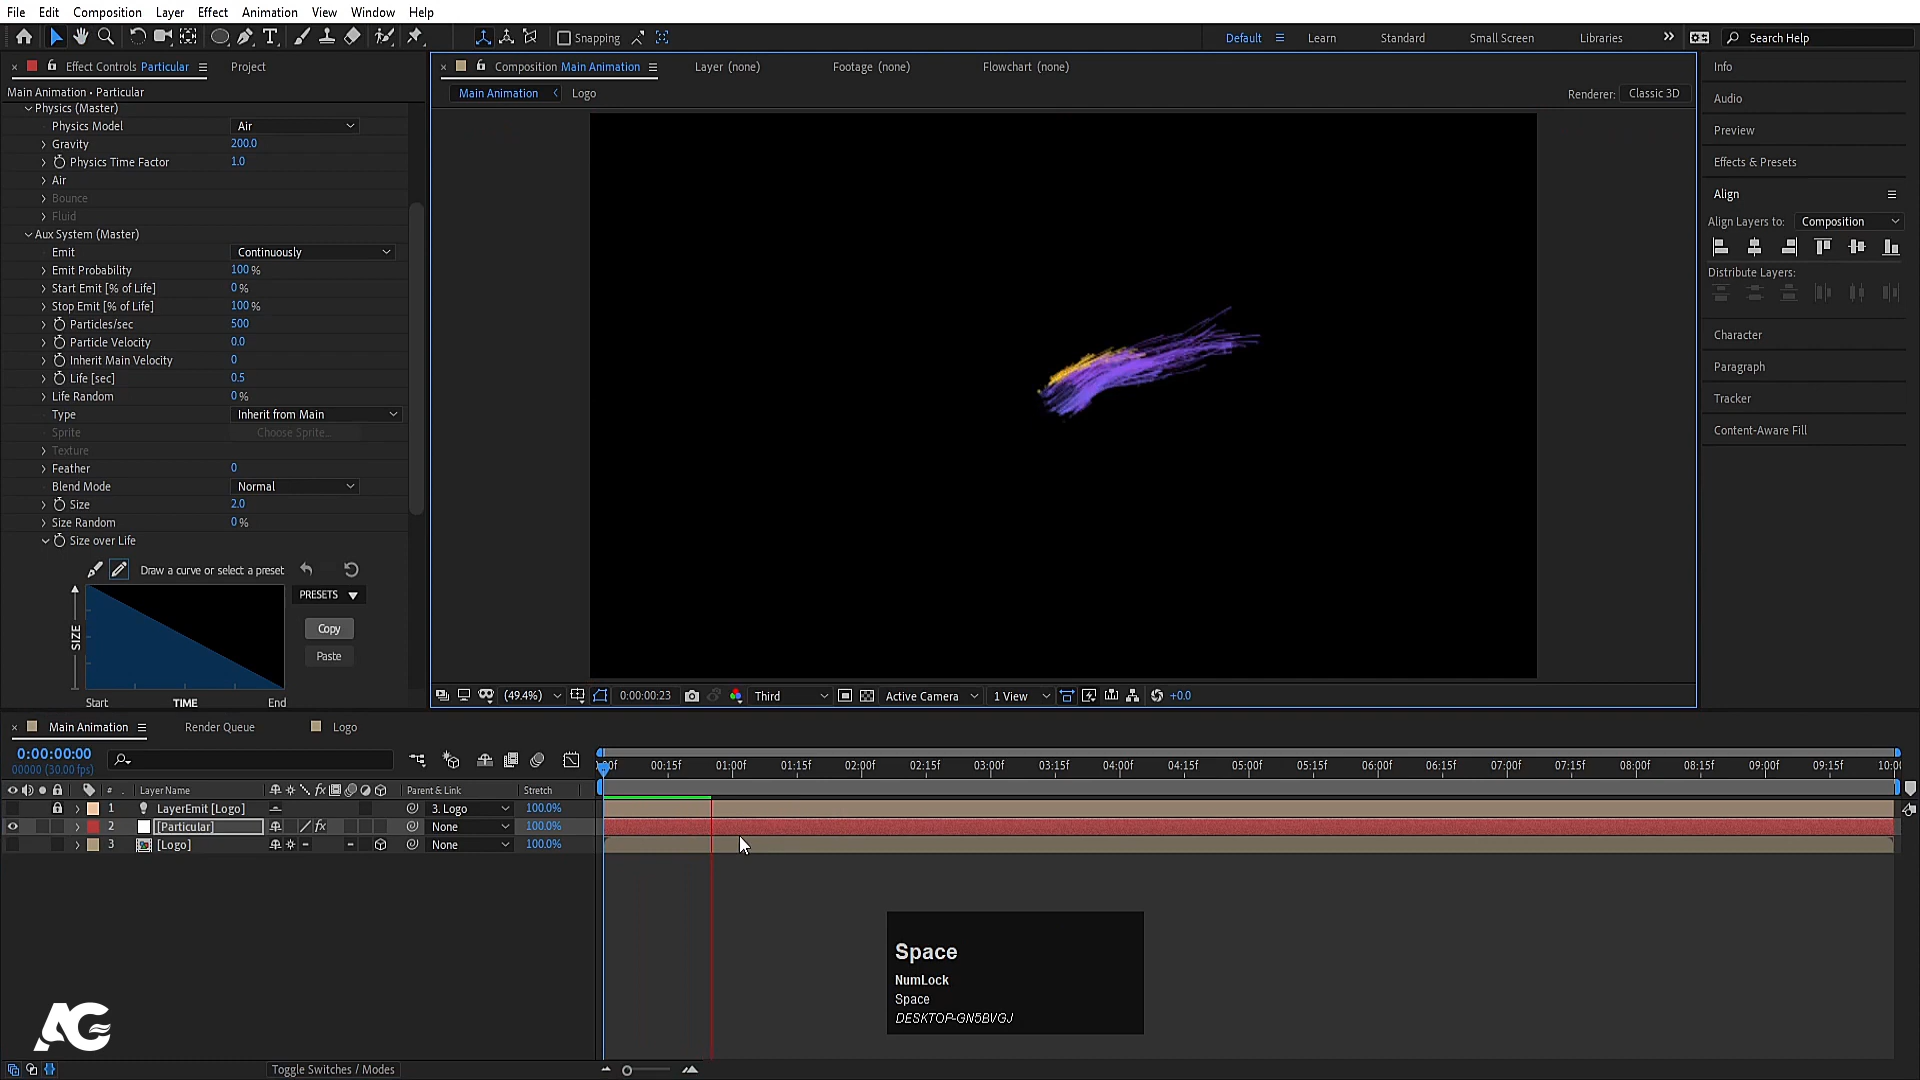 File Edit Composition Layer Effect Animation View Window Help
Snapping Default Learn Standard Small Screen Libraries Search Help
Effect Controls Particular Project
Composition Main Animation Layer (none) Footage (none) Flowchart (none)
Main Animation • Particular
Main Animation Logo Renderer: Classic 3D
Physics (Master)
Physics Model Air
Gravity 200.0
Physics Time Factor 1.0
Air
Bounce
Fluid
Aux System (Master)
Emit Continuously
Emit Probability 100 %
Start Emit [% of Life] 0 %
Stop Emit [% of Life] 100 %
Particles/sec 500
Particle Velocity 0.0
Inherit Main Velocity 0
Life [sec] 0.5
Life Random 0 %
Type Inherit from Main
Sprite Choose Sprite...
Texture
Feather 0
Blend Mode Normal
Size 2.0
Size Random 0 %
Size over Life
Draw a curve or select a preset
PRESETS
Copy
Paste
SIZE
Start TIME End
Info
Audio
Preview
Effects & Presets
Align
Align Layers to: Composition
Distribute Layers:
Character
Paragraph
Tracker
Content-Aware Fill
(49.4%) 0:00:00:23 Third Active Camera 1 View +0.0
Main Animation Render Queue Logo
0:00:00:00
00000 (30.00 fps)
:00f 00:15f 01:00f 01:15f 02:00f 02:15f 03:00f 03:15f 04:00f 04:15f 05:00f 05:15f 06:00f 06:15f 07:00f 07:15f 08:00f 08:15f 09:00f 09:15f 10:00
# Layer Name fx Parent & Link Stretch
1 LayerEmit [Logo] 3. Logo 100.0%
2 [Particular] fx None 100.0%
3 [Logo] None 100.0%
Space
NumLock
Space
DESKTOP-GN5BVGJ
AG
Toggle Switches / Modes